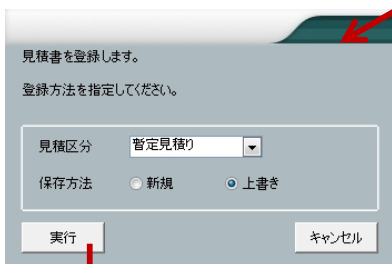 見積書を登録します。
登録方法を指定してください。
見積区分 暫定見積り
保存方法 新規 上書き
実行 キャンセル